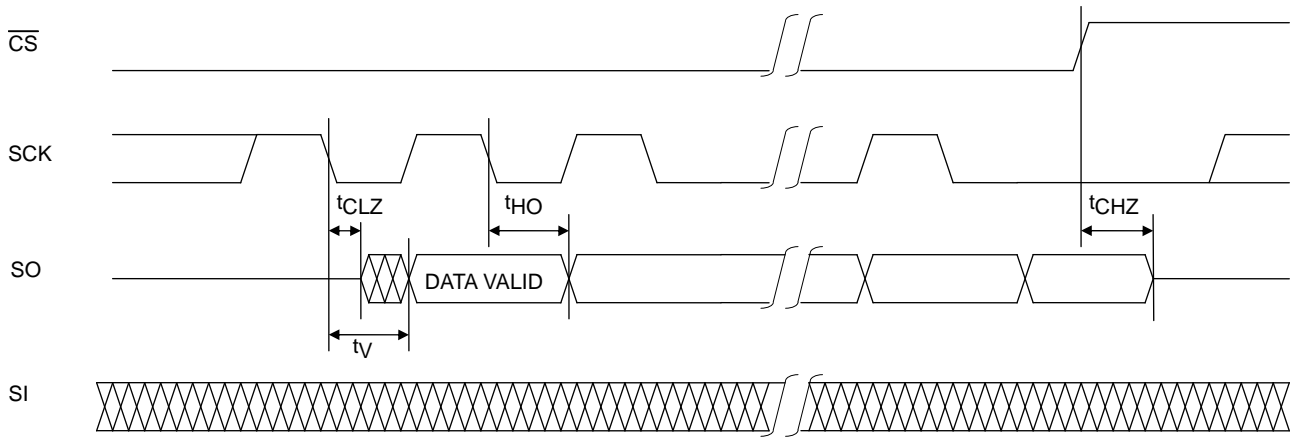 CS
SCK
tCLZ
tHO
tCHZ
SO
DATA VALID
tV
SI